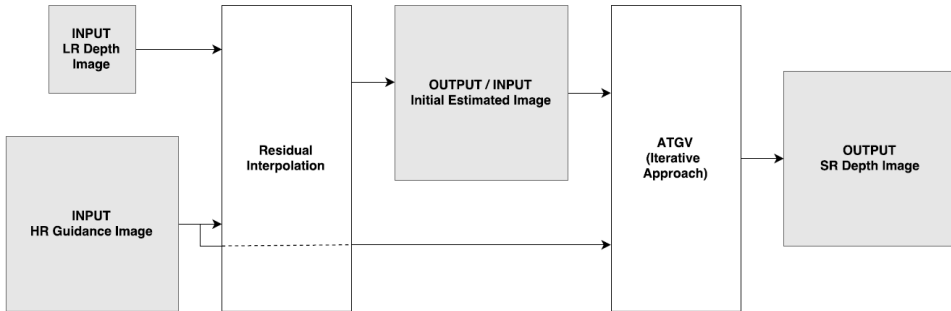 INPUT
LR Depth
Image
INPUT
HR Guidance Image
Residual
Interpolation
OUTPUT / INPUT
Initial Estimated Image
ATGV
(Iterative
Approach)
OUTPUT
SR Depth Image